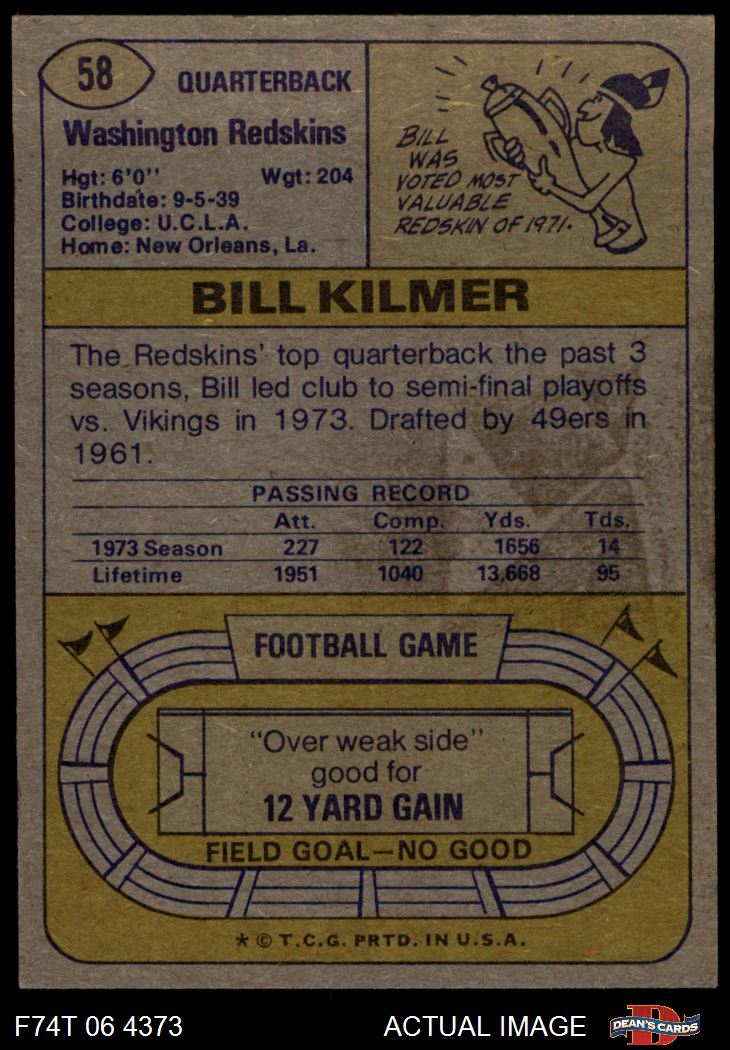 58
QUARTERBACK
Washington Redskins
Hgt: 6'0'' Wgt: 204
Birthdate: 9-5-39
College: U.C.L.A.
Home: New Orleans, La.
BILL
WAS
VOTED MOST
VALUABLE
REDSKIN OF 1971.
BILL KILMER
The Redskins' top quarterback the past 3
seasons, Bill led club to semi-final playoffs
vs. Vikings in 1973. Drafted by 49ers in
1961.
PASSING RECORD
Att. Comp. Yds. Tds.
1973 Season 227 122 1656 14
Lifetime 1951 1040 13,668 95
FOOTBALL GAME
"Over weak side"
good for
12 YARD GAIN
FIELD GOAL—NO GOOD
* © T.C.G. PRTD. IN U.S.A.
F74T 06 4373 ACTUAL IMAGE
D
DEAN'S CARDS